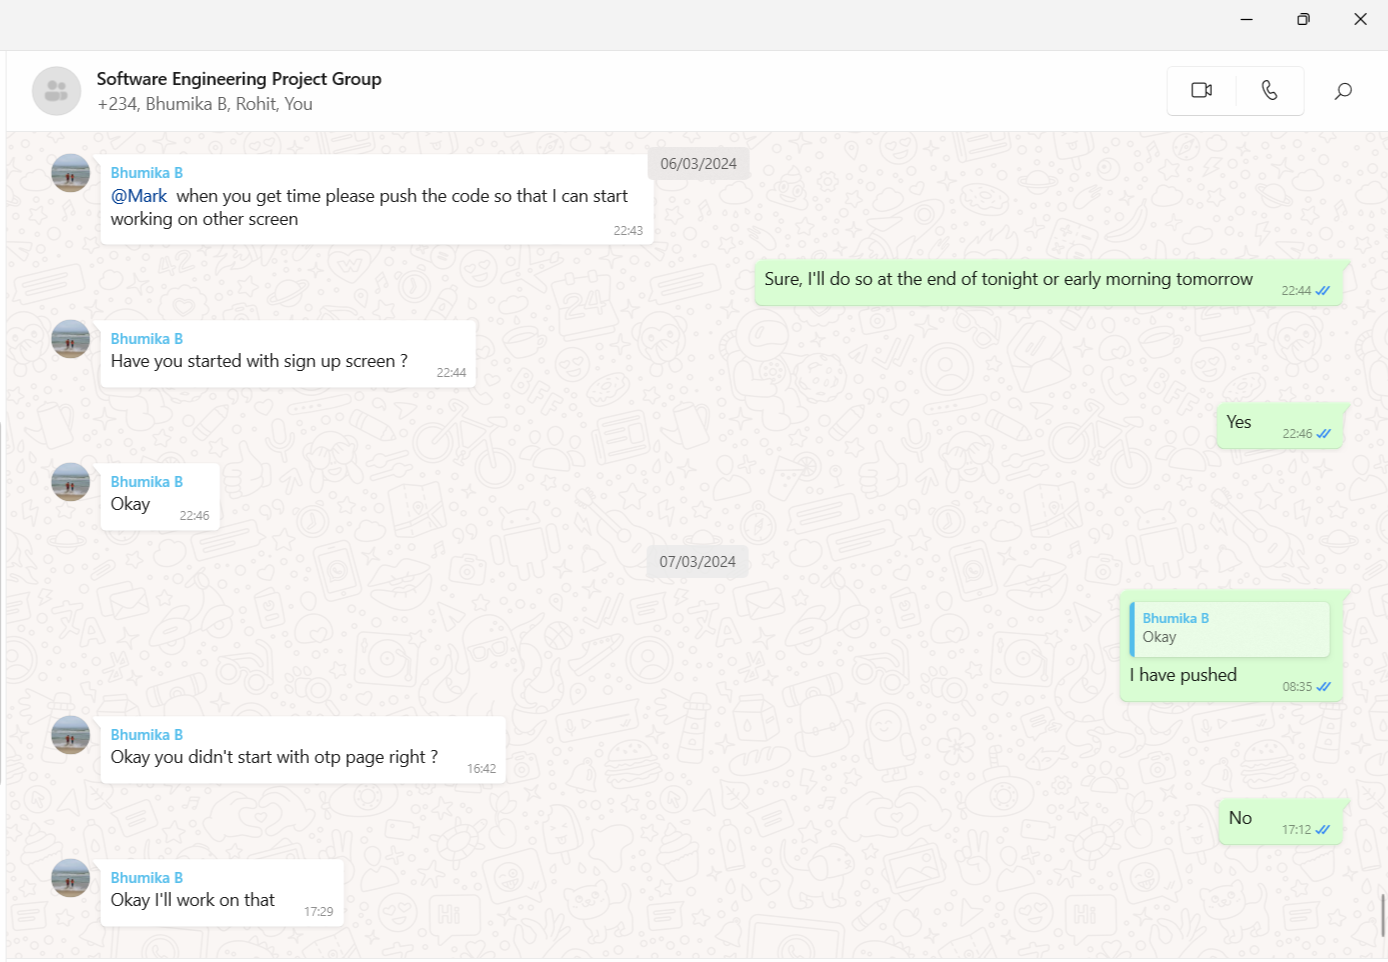 Software Engineering Project Group
+234, Bhumika B, Rohit, You
06/03/2024
Bhumika B
@Mark when you get time please push the code so that I can start
working on other screen
22:43
Sure, I'll do so at the end of tonight or early morning tomorrow
22:44
Bhumika B
Have you started with sign up screen ?
22:44
Yes
22:46
Bhumika B
Okay
22:46
07/03/2024
Bhumika B
Okay
I have pushed
08:35
Bhumika B
Okay you didn't start with otp page right ?
16:42
No
17:12
Bhumika B
Okay I'll work on that
17:29